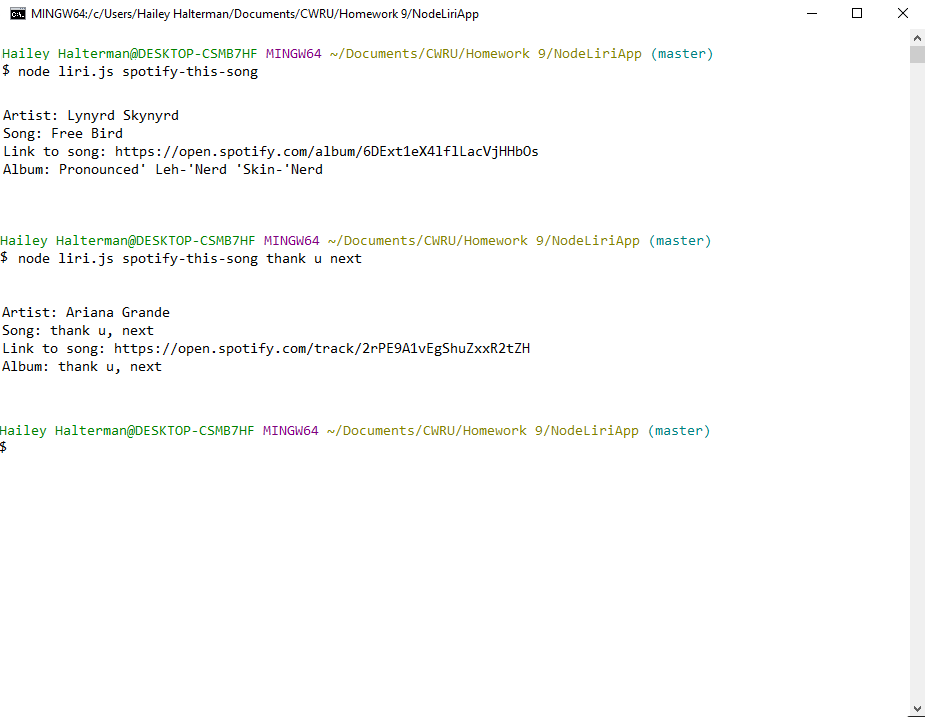 MINGW64:/c/Users/Hailey Halterman/Documents/CWRU/Homework 9/NodeLiriApp
Hailey Halterman@DESKTOP-CSMB7HF MINGW64 ~/Documents/CWRU/Homework 9/NodeLiriApp (master)
$ node liri.js spotify-this-song
Artist: Lynyrd Skynyrd
Song: Free Bird
Link to song: https://open.spotify.com/album/6DExt1eX4lflLacVjHHbOs
Album: Pronounced' Leh-'Nerd 'Skin-'Nerd
Hailey Halterman@DESKTOP-CSMB7HF MINGW64 ~/Documents/CWRU/Homework 9/NodeLiriApp (master)
$ node liri.js spotify-this-song thank u next
Artist: Ariana Grande
Song: thank u, next
Link to song: https://open.spotify.com/track/2rPE9A1vEgShuZxxR2tZH
Album: thank u, next
Hailey Halterman@DESKTOP-CSMB7HF MINGW64 ~/Documents/CWRU/Homework 9/NodeLiriApp (master)
$